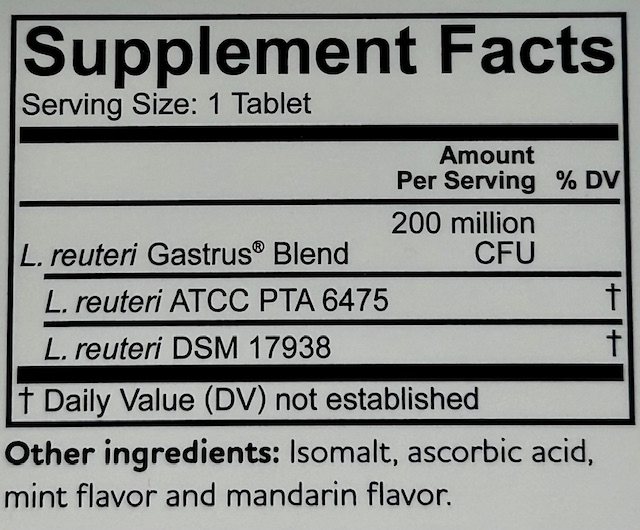 Supplement Facts
Serving Size: 1 Tablet
Amount
Per Serving % DV
200 million
L. reuteri Gastrus® Blend CFU
L. reuteri ATCC PTA 6475 †
L. reuteri DSM 17938 †
† Daily Value (DV) not established
Other ingredients: Isomalt, ascorbic acid,
mint flavor and mandarin flavor.